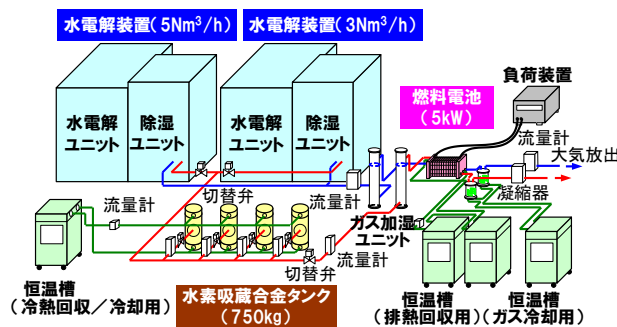 水電解装置(5Nm³/h)
水電解装置(3Nm³/h)
水電解
ユニット
除湿
ユニット
水電解
ユニット
除湿
ユニット
燃料電池
(5kW)
負荷装置
流量計
大気放出
凝縮器
切替弁
流量計
ガス加湿
ユニット
流量計
切替弁
流量計
恒温槽
(冷熱回収/冷却用)
水素吸蔵合金タンク
(750kg)
恒温槽
(排熱回収用)
恒温槽
(ガス冷却用)